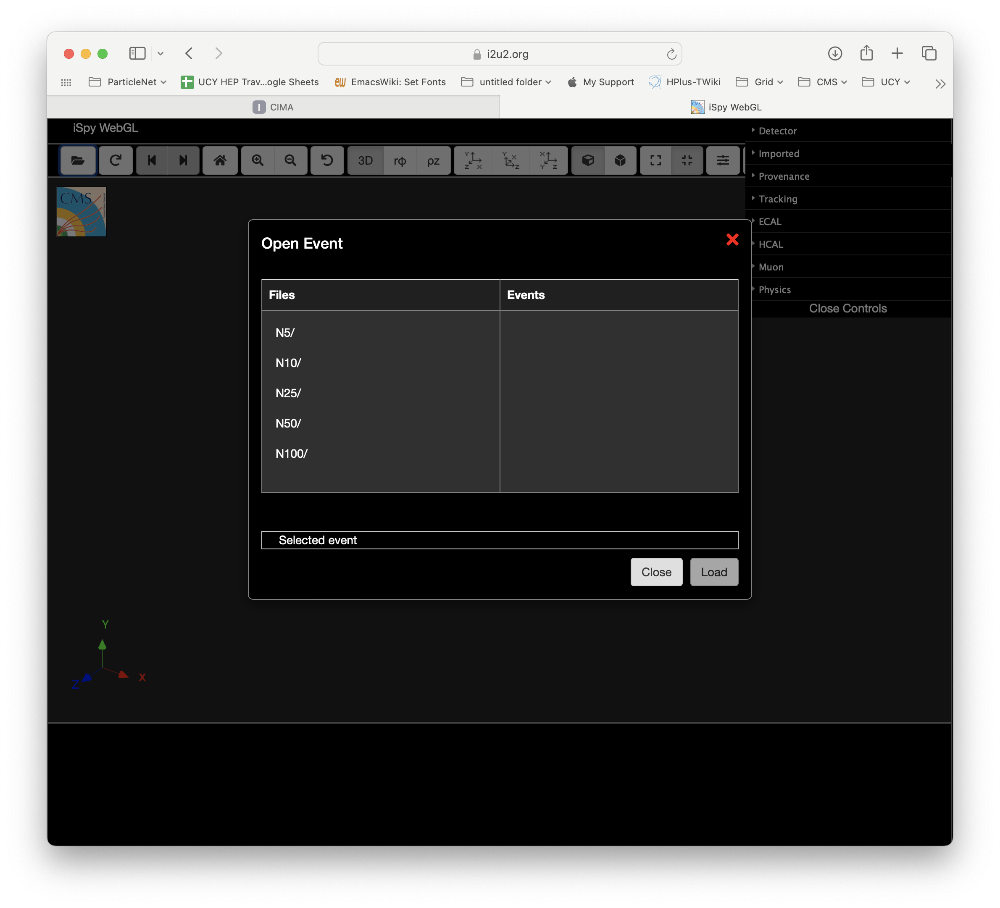 i2u2.org
ParticleNet
UCY HEP Trav...ogle Sheets
EmacsWiki: Set Fonts
untitled folder
My Support
HPlus-TWiki
Grid
CMS
UCY
I CIMA
iSpy WebGL
iSpy WebGL
3D
rϕ
ρz
Y
Z X
Y X
Z
X
Y Z
CMS
Detector
Imported
Provenance
Tracking
ECAL
HCAL
Muon
Physics
Close Controls
Open Event
Files Events
N5/
N10/
N25/
N50/
N100/
Selected event
Close Load
Y
X
Z